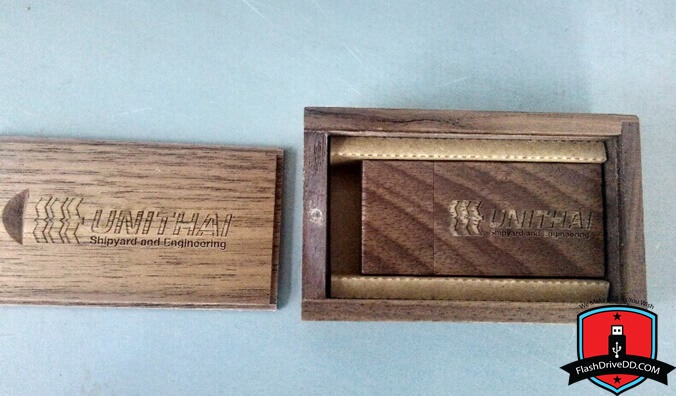 UNITHAI
Shipyard and Engineering
UNITHAI
Shipyard and Engineering
FlashDriveDD.COM